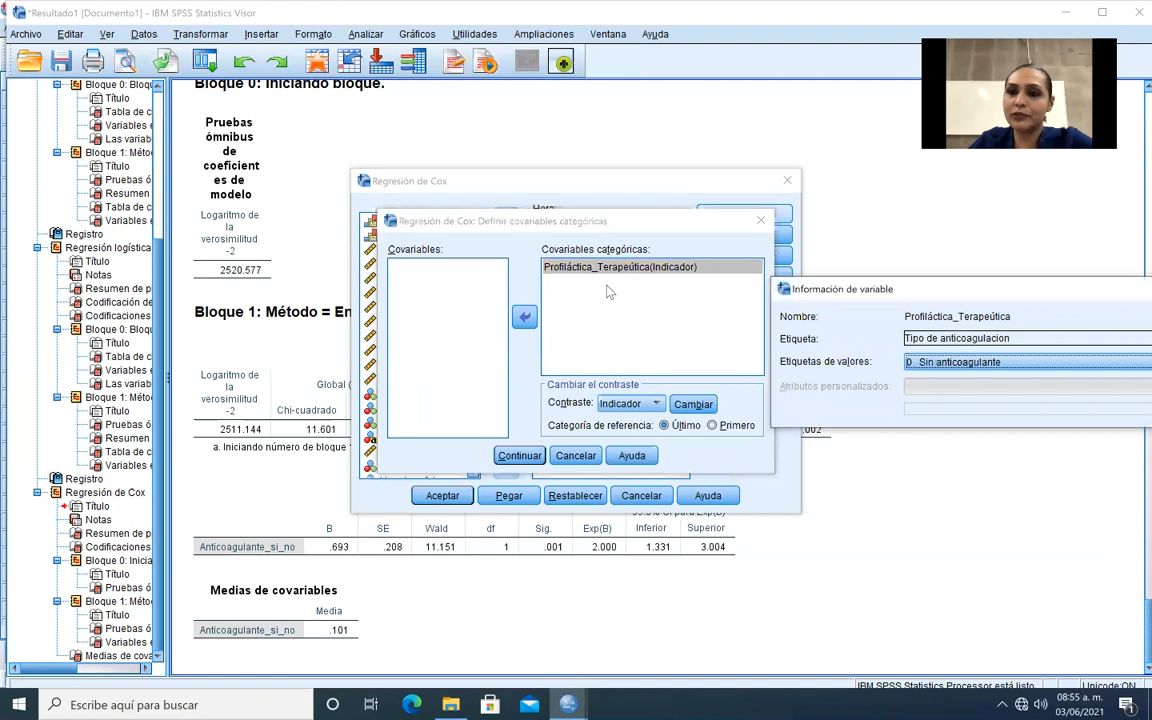 *Resultado1 [Documento1] - IBM SPSS Statistics Visor
Archivo Editar Ver Datos Transformar Insertar Formato Analizar Gráficos Utilidades Ampliaciones Ventana Ayuda
Bloque 0: Bloqu
Título
Tabla de c
Variables e
Las variab
Bloque 1: Méto
Título
Pruebas ó
Resumen
Tabla de c
Variables e
Registro
Regresión logística
Título
Notas
Resumen de p
Codificación de
Codificaciones
Bloque 0: Bloqu
Título
Tabla de c
Variables e
Las variab
Bloque 1: Méto
Título
Pruebas ó
Resumen
Tabla de c
Variables e
Registro
Regresión de Cox
Título
Notas
Resumen de p
Codificaciones
Bloque 0: Inicia
Título
Pruebas ó
Bloque 1: Méto
Título
Pruebas ó
Variables e
Medias de cova
Bloque 0: Iniciando bloque.
Pruebas
ómnibus
de
coeficient
es de
modelo
Logaritmo de
la
verosimilitud
-2
2520.577
Bloque 1: Método = En
Logaritmo de
la
verosimilitud
-2
Global (
Chi-cuadrado
2511.144 11.601
.002
a. Iniciando número de bloque 1
Regresión de Cox
Hora:
Regresión de Cox: Definir covariables categóricas
Covariables:
Covariables categóricas:
Profiláctica_Terapeútica(Indicador)
Cambiar el contraste
Contraste: Indicador Cambiar
Categoría de referencia: Último Primero
Continuar Cancelar Ayuda
Aceptar Pegar Restablecer Cancelar Ayuda
Información de variable
Nombre: Profiláctica_Terapeútica
Etiqueta: Tipo de anticoagulacion
Etiquetas de valores: 0 Sin anticoagulante
Atributos personalizados:
B SE Wald df Sig. Exp(B) Inferior Superior
Anticoagulante_si_no .693 .208 11.151 1 .001 2.000 1.331 3.004
Medias de covariables
Media
Anticoagulante_si_no .101
IBM SPSS Statistics Processor está listo
Unicode:ON
Escribe aquí para buscar
08:55 a. m.
03/06/2021
1